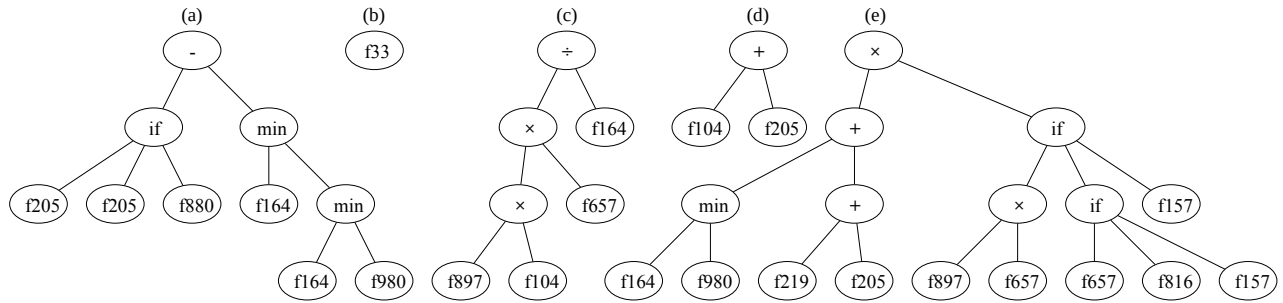 (a) (b) (c) (d) (e)
- f33 ÷ + ×
if min × f164 f104 f205 + if
f205 f205 f880 f164 min × f657 min + × if f157
f164 f980 f897 f104 f164 f980 f219 f205 f897 f657 f657 f816 f157